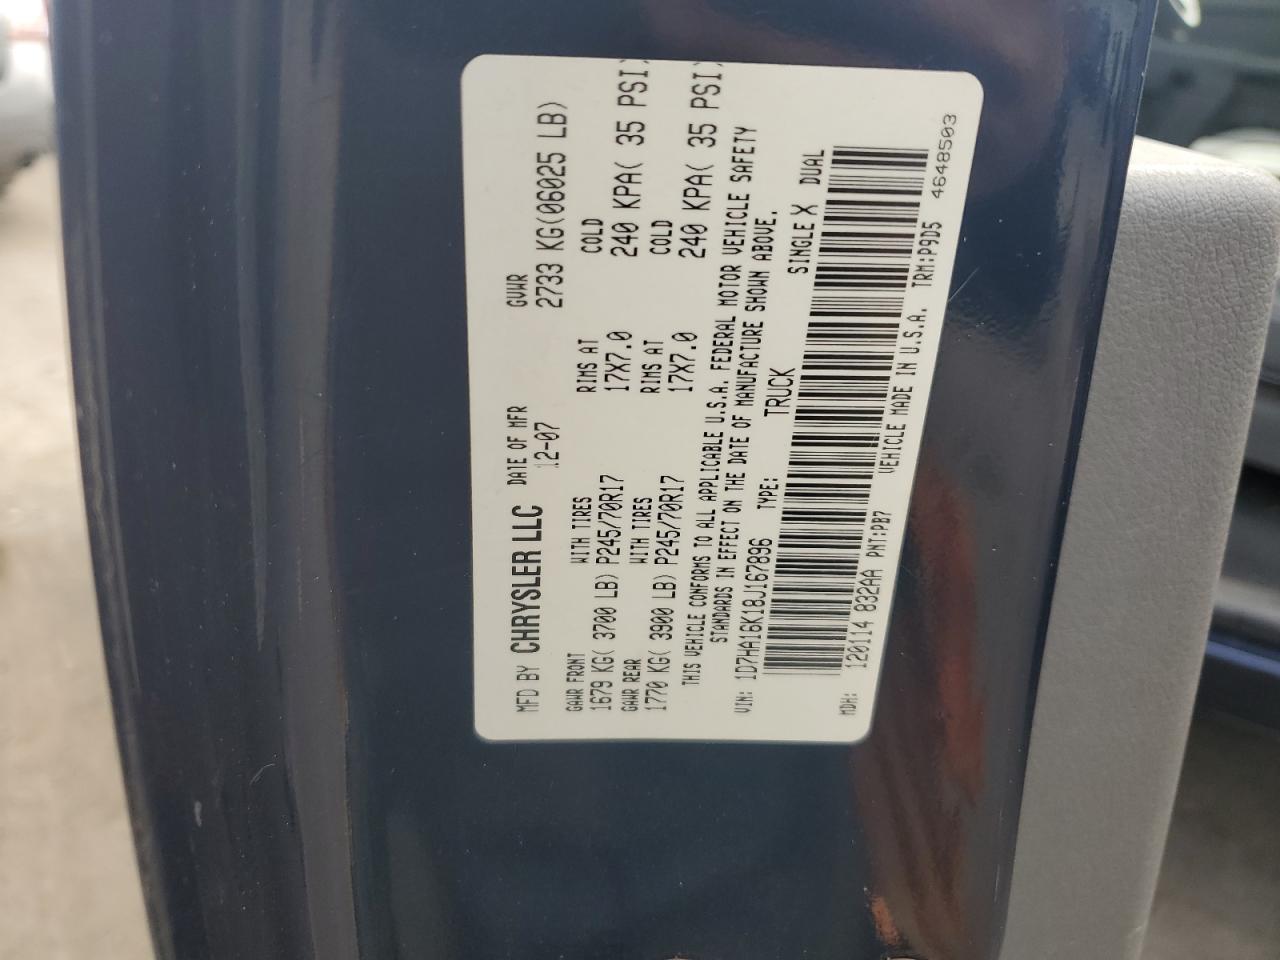 MFD BY CHRYSLER LLC DATE OF MFR GVWR
12-07 2733 KG(06025 LB)
GAWR FRONT WITH TIRES RIMS AT COLD
1679 KG( 3700 LB) P245/70R17 17X7.0 240 KPA( 35 PSI)
GAWR REAR WITH TIRES RIMS AT COLD
1770 KG( 3900 LB) P245/70R17 17X7.0 240 KPA( 35 PSI)
THIS VEHICLE CONFORMS TO ALL APPLICABLE U.S.A. FEDERAL MOTOR VEHICLE SAFETY
STANDARDS IN EFFECT ON THE DATE OF MANUFACTURE SHOWN ABOVE.
VIN: 1D7HA16K18J167896 TYPE: TRUCK SINGLE X DUAL
MDH: 120114 832AA PNT:PB7 VEHICLE MADE IN U.S.A. TRM:P9D5
4648503